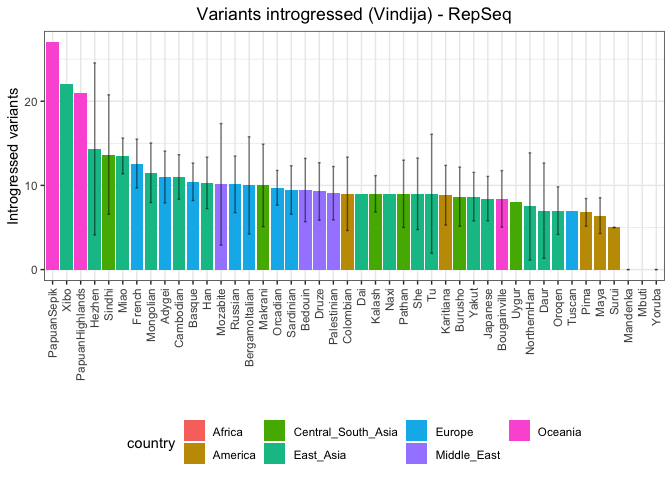 Variants introgressed (Vindija) - RepSeq
Introgressed variants
20
10
0
PapuanSepik
Xibo
PapuanHighlands
Hezhen
Sindhi
Miao
French
Mongolian
Adygei
Cambodian
Basque
Han
Mozabite
Russian
BergamoItalian
Makrani
Orcadian
Sardinian
Bedouin
Druze
Palestinian
Colombian
Dai
Kalash
Naxi
Pathan
She
Tu
Karitiana
Burusho
Yakut
Japanese
Bougainville
Uygur
NorthernHan
Daur
Oroqen
Tuscan
Pima
Maya
Surui
Mandenka
Mbuti
Yoruba
country
Africa
Central_South_Asia
Europe
Oceania
America
East_Asia
Middle_East